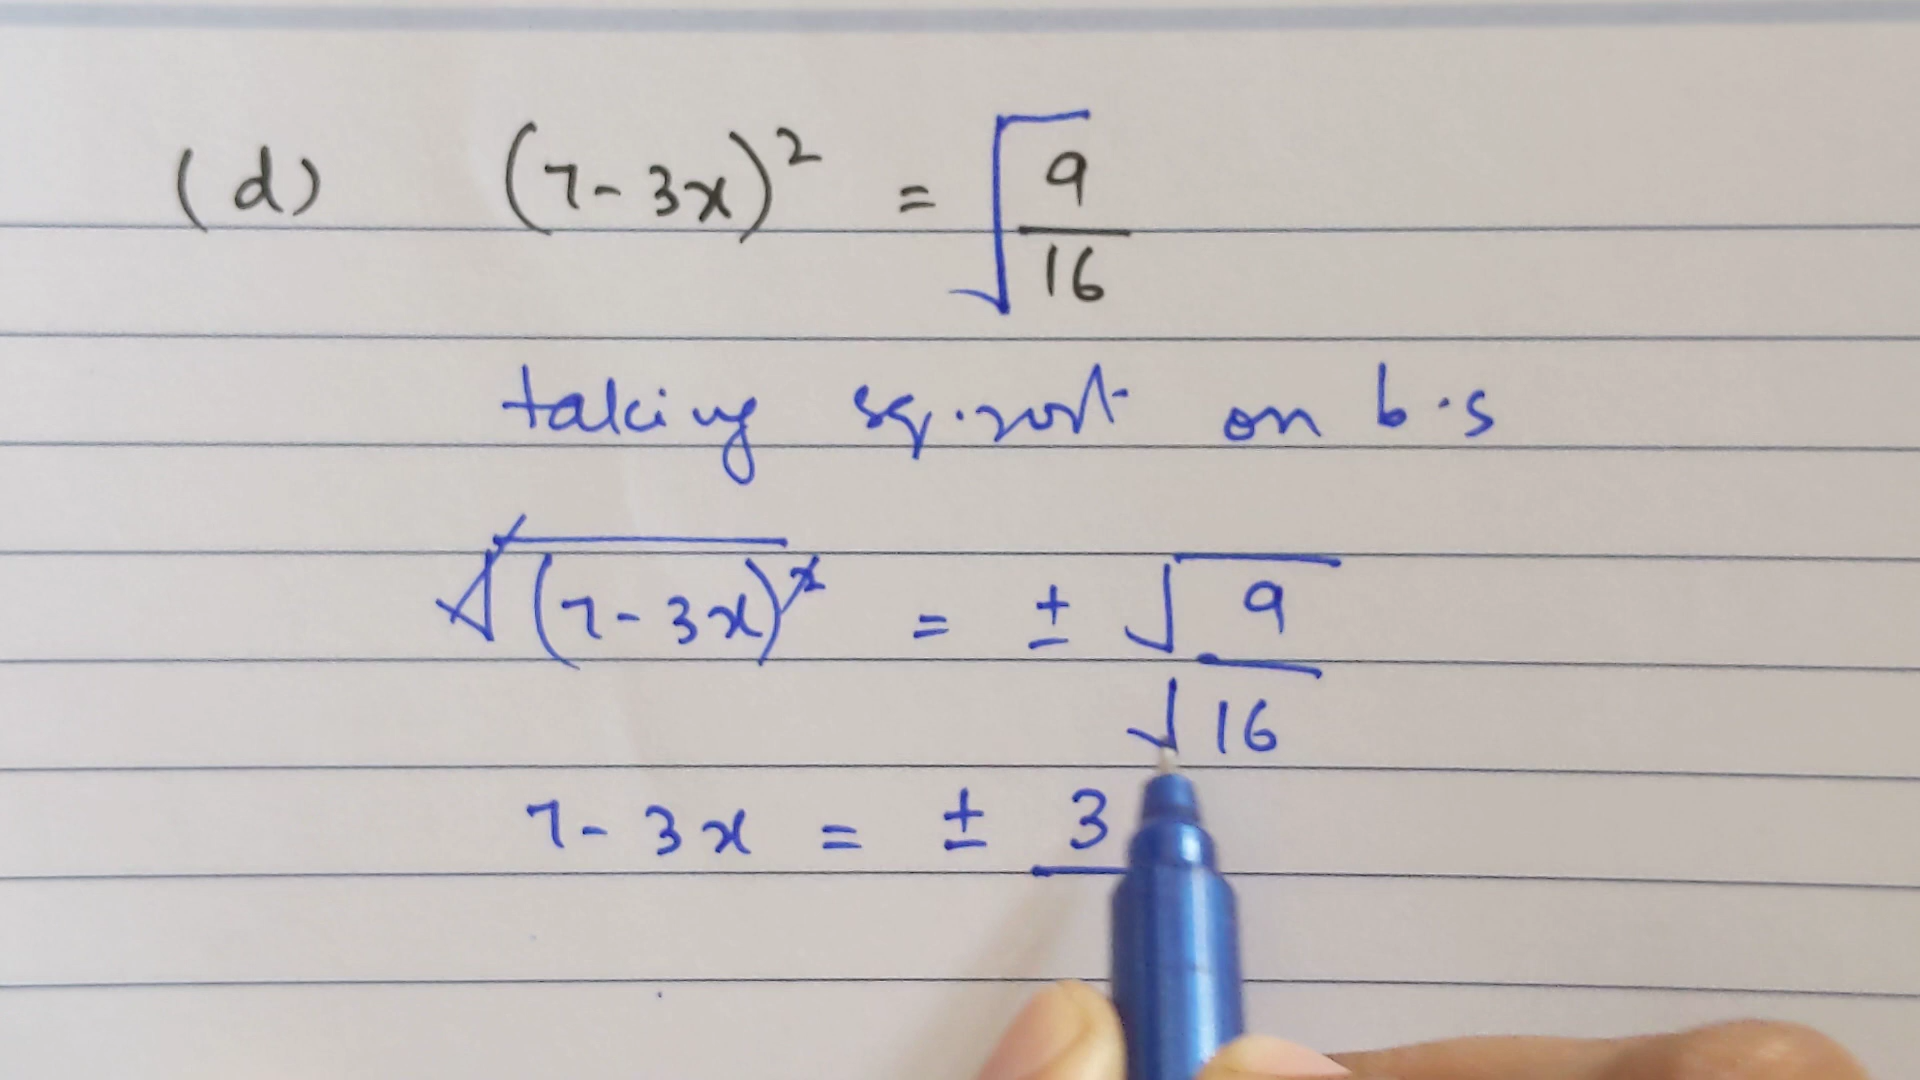 (d) (7-3x)² = √9/16
taking sq.root on b.s
√(7-3x)² = ± √9/√16
7-3x = ± 3